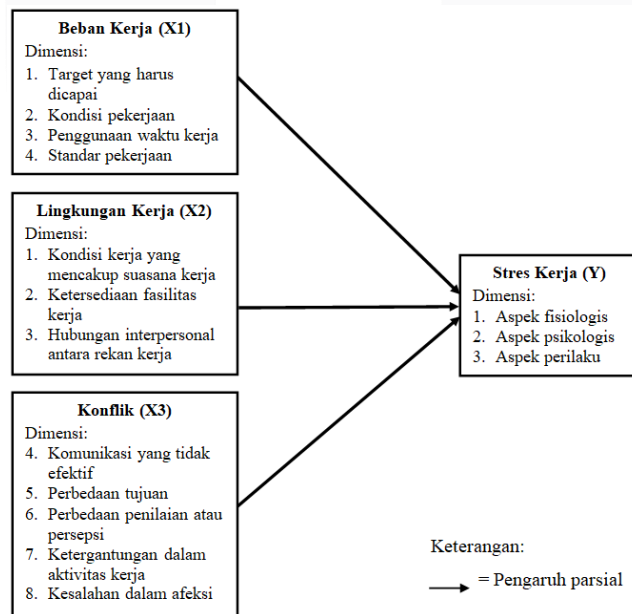 Beban Kerja (X1)
Dimensi:
1. Target yang harus
dicapai
2. Kondisi pekerjaan
3. Penggunaan waktu kerja
4. Standar pekerjaan
Lingkungan Kerja (X2)
Dimensi:
1. Kondisi kerja yang
mencakup suasana kerja
2. Ketersediaan fasilitas
kerja
3. Hubungan interpersonal
antara rekan kerja
Konflik (X3)
Dimensi:
4. Komunikasi yang tidak
efektif
5. Perbedaan tujuan
6. Perbedaan penilaian atau
persepsi
7. Ketergantungan dalam
aktivitas kerja
8. Kesalahan dalam afeksi
Stres Kerja (Y)
Dimensi:
1. Aspek fisiologis
2. Aspek psikologis
3. Aspek perilaku
Keterangan:
= Pengaruh parsial